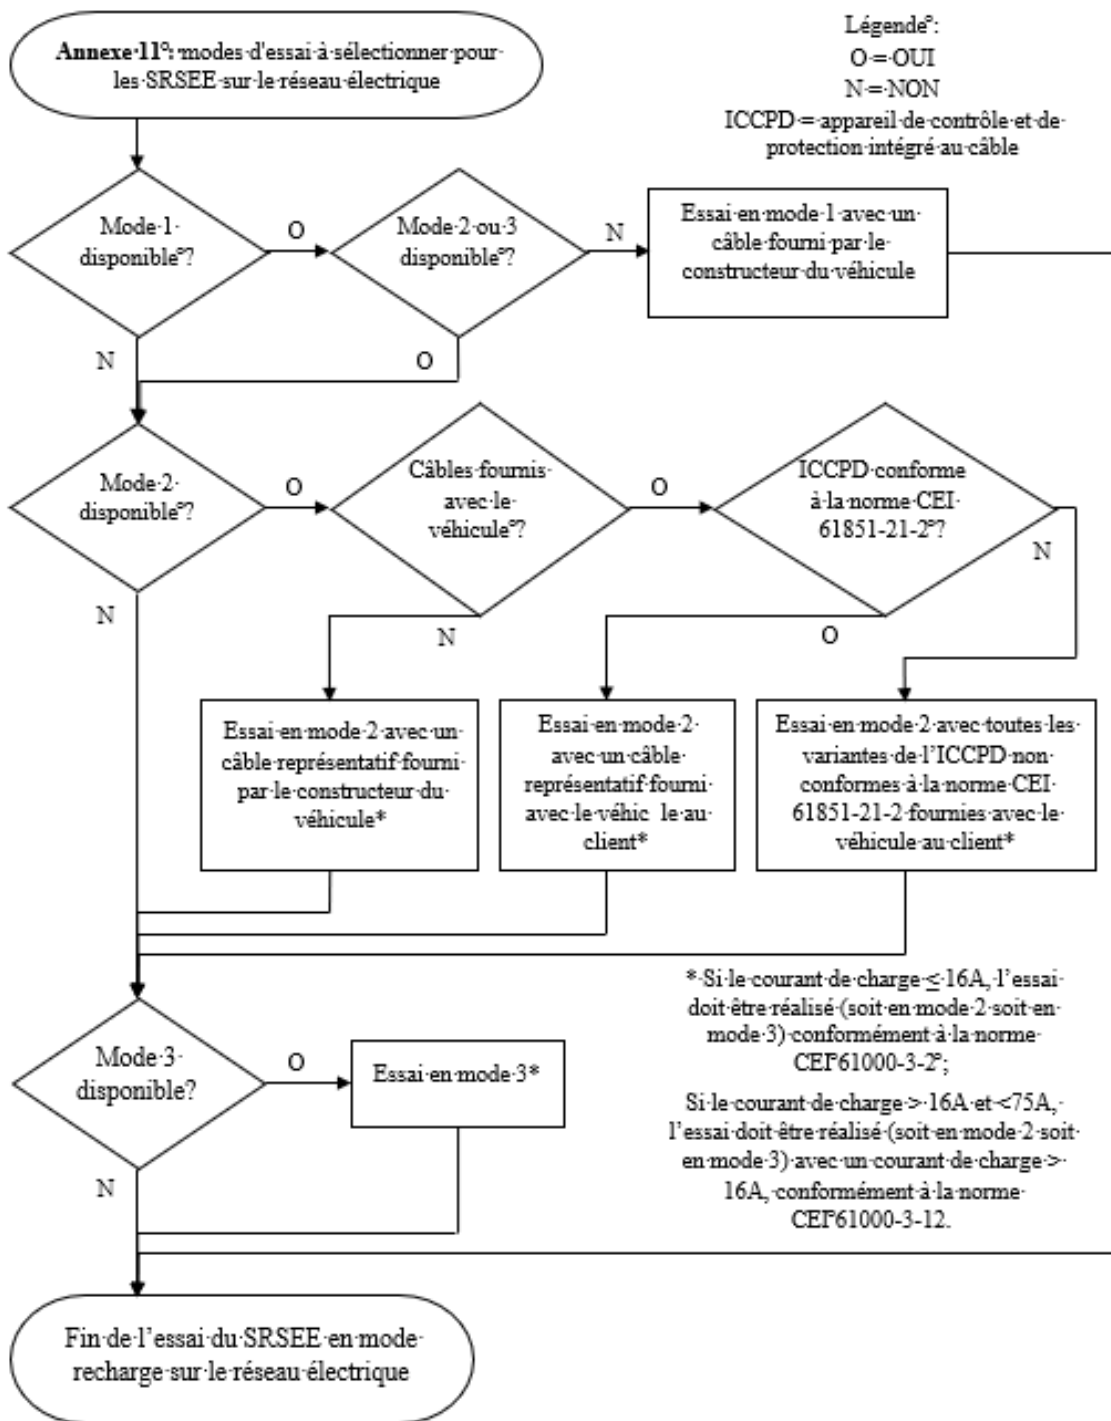 Annexe 11°: modes d'essai à sélectionner pour
les SRSEE sur le réseau électrique
Légende°:
O = OUI
N = NON
ICCPD = appareil de contrôle et de
protection intégré au câble
Mode 1
disponible°?
O
Mode 2 ou 3
disponible°?
N
Essai en mode 1 avec un
câble fourni par le
constructeur du véhicule
N
O
Mode 2
disponible°?
O
Câbles fournis
avec le
véhicule°?
O
ICCPD conforme
à la norme CEI
61851-21-2°?
N
N
N
O
Essai en mode 2 avec un
câble représentatif fourni
par le constructeur du
véhicule*
Essai en mode 2
avec un câble
représentatif fourni
avec le véhic le au
client*
Essai en mode 2 avec toutes les
variantes de l’ICCPD non
conformes à la norme CEI
61851-21-2 fournies avec le
véhicule au client*
* Si le courant de charge ≤ 16A, l’essai
doit être réalisé (soit en mode 2 soit en
mode 3) conformément à la norme
CEI°61000-3-2°;
Si le courant de charge > 16A et <75A,
l’essai doit être réalisé (soit en mode 2 soit
en mode 3) avec un courant de charge >
16A, conformément à la norme
CEI°61000-3-12.
Mode 3
disponible?
O
Essai en mode 3*
N
Fin de l’essai du SRSEE en mode
recharge sur le réseau électrique